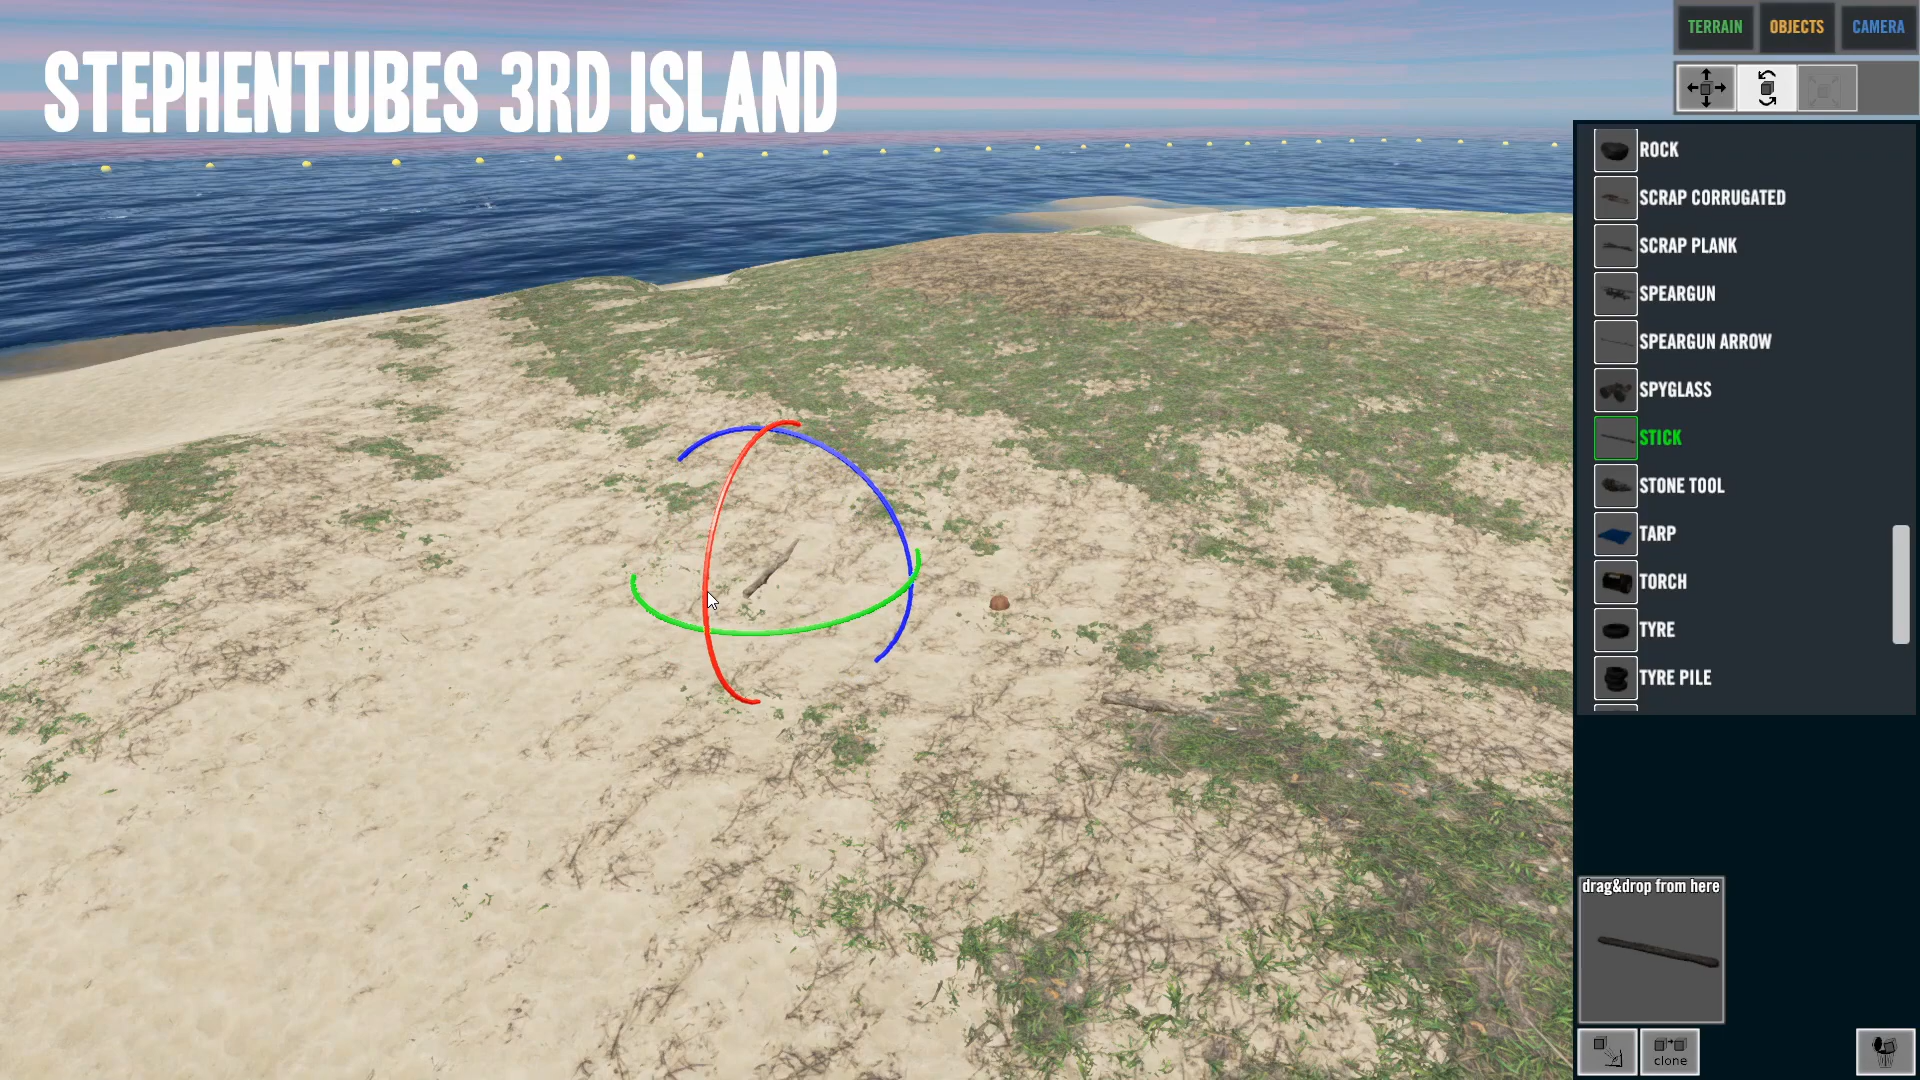 STEPHENTUBES 3RD ISLAND
TERRAIN
OBJECTS
CAMERA
ROCK
SCRAP CORRUGATED
SCRAP PLANK
SPEARGUN
SPEARGUN ARROW
SPYGLASS
STICK
STONE TOOL
TARP
TORCH
TYRE
TYRE PILE
drag&drop from here
clone